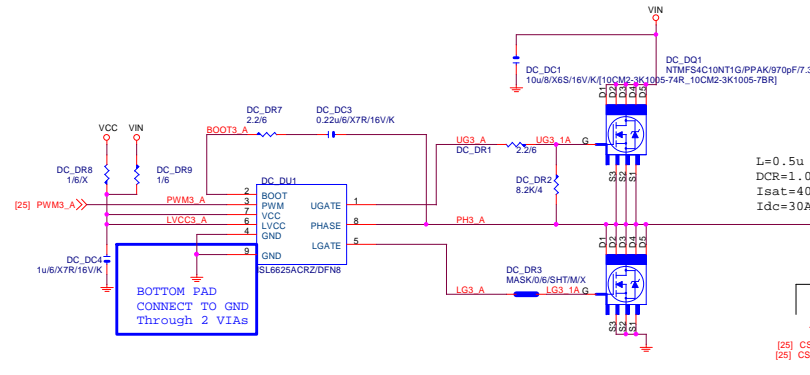 VIN
DC_DC1
10u/8/X6S/16V/K/[10CM2-3K1005-74R_10CM2-3K1005-7BR]
DC_DQ1
NTMFS4C10NT1G/PPAK/970pF/7.3
D1
D2
D3
D4
D5
DC_DR7
2.2/6
DC_DC3
0.22u/6/X7R/16V/K
VCC
VIN
BOOT3_A
UG3_A
UG3_1A
G
DC_DR1
2.2/6
S3
S2
S1
DC_DR8
1/6/X
DC_DR9
1/6
DC_DR2
8.2K/4
L=0.5u
DCR=1.0
Isat=40
Idc=30A
DC_DU1
[25] PWM3_A
PWM3_A
LVCC3_A
2
3
7
6
4
9
BOOT
PWM
VCC
LVCC
GND
GND
UGATE
PHASE
LGATE
1
8
5
PH3_A
ISL6625ACRZ/DFN8
D1
D2
D3
D4
D5
DC_DC4
1u/6/X7R/16V/K
BOTTOM PAD
CONNECT TO GND
Through 2 VIAs
DC_DR3
MASK/0/6/SHT/M/X
LG3_A
LG3_1A
G
S3
S2
S1
[25] CS
[25] CS